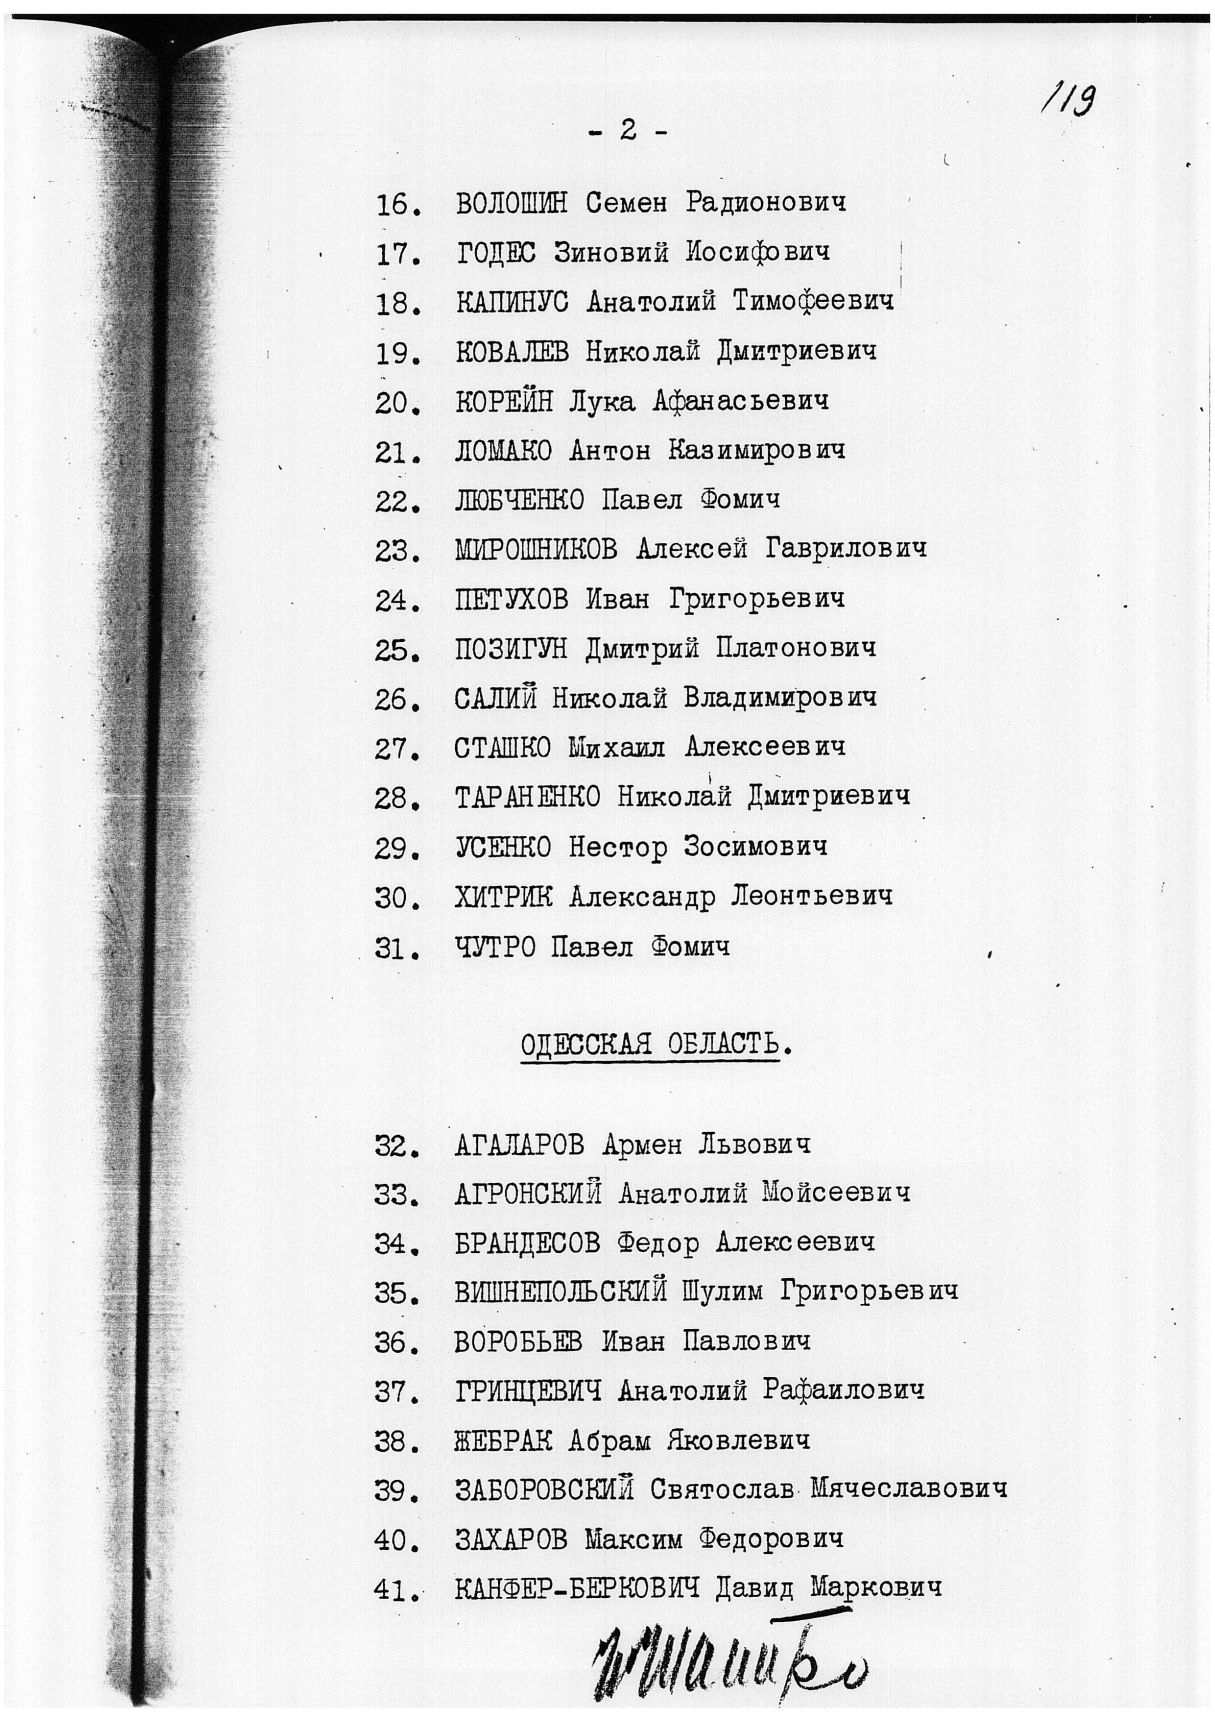 119
- 2 -
16. ВОЛОШИН Семен Радионович
17. ГОДЕС Зиновий Иосифович
18. КАПИНУС Анатолий Тимофеевич
19. КОВАЛЕВ Николай Дмитриевич
20. КОРЕЙН Лука Афанасьевич
21. ЛОМАКО Антон Казимирович
22. ЛЮБЧЕНКО Павел Фомич
23. МИРОШНИКОВ Алексей Гаврилович
24. ПЕТУХОВ Иван Григорьевич
25. ПОЗИГУН Дмитрий Платонович
26. САЛИЙ Николай Владимирович
27. СТАШКО Михаил Алексеевич
28. ТАРАНЕНКО Николай Дмитриевич
29. УСЕНКО Нестор Зосимович
30. ХИТРИК Александр Леонтьевич
31. ЧУТРО Павел Фомич
ОДЕССКАЯ ОБЛАСТЬ.
32. АГАЛАРОВ Армен Львович
33. АГРОНСКИЙ Анатолий Мойсеевич
34. БРАНДЕСОВ Федор Алексеевич
35. ВИШНЕПОЛЬСКИЙ Шулим Григорьевич
36. ВОРОБЬЕВ Иван Павлович
37. ГРИНЦЕВИЧ Анатолий Рафаилович
38. ЖЕБРАК Абрам Яковлевич
39. ЗАБОРОВСКИЙ Святослав Мячеславович
40. ЗАХАРОВ Максим Федорович
41. КАНФЕР-БЕРКОВИЧ Давид Маркович